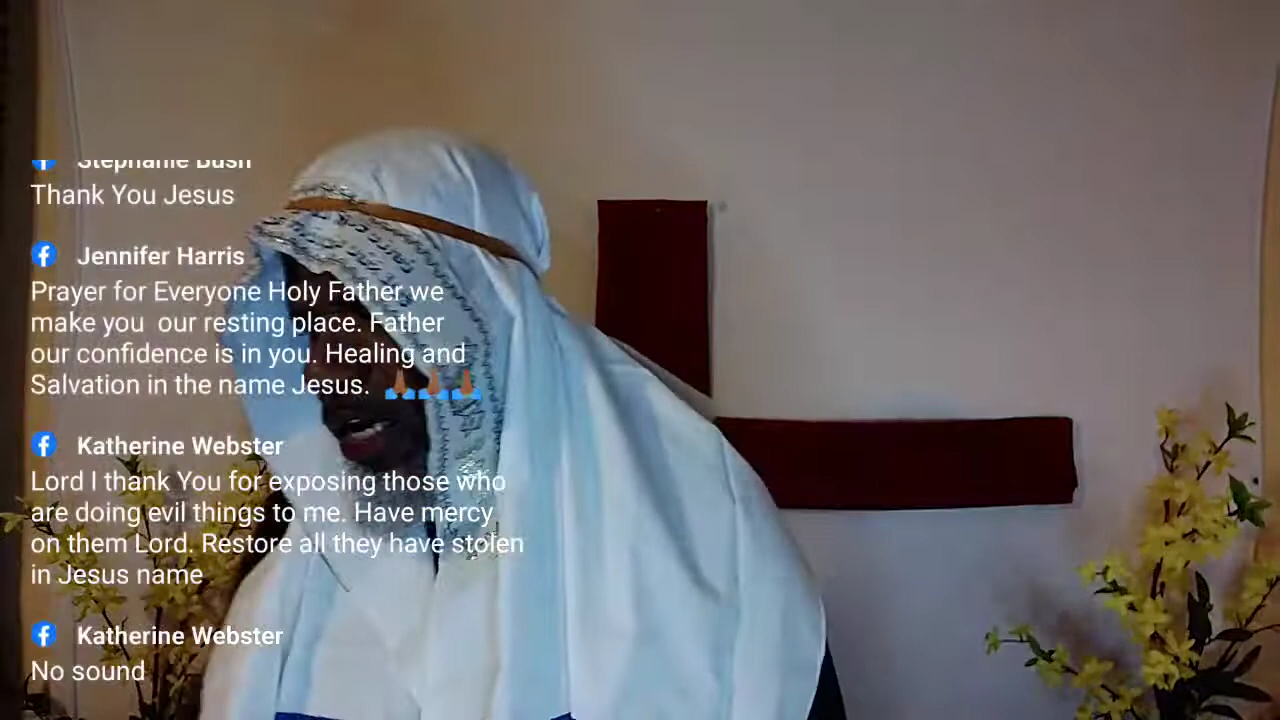 Stephanie Bush
Thank You Jesus
Jennifer Harris
Prayer for Everyone Holy Father we
make you  our resting place. Father
our confidence is in you. Healing and
Salvation in the name Jesus. 🙏🏾🙏🏾🙏🏾
Katherine Webster
Lord I thank You for exposing those who
are doing evil things to me. Have mercy
on them Lord. Restore all they have stolen
in Jesus name
Katherine Webster
No sound